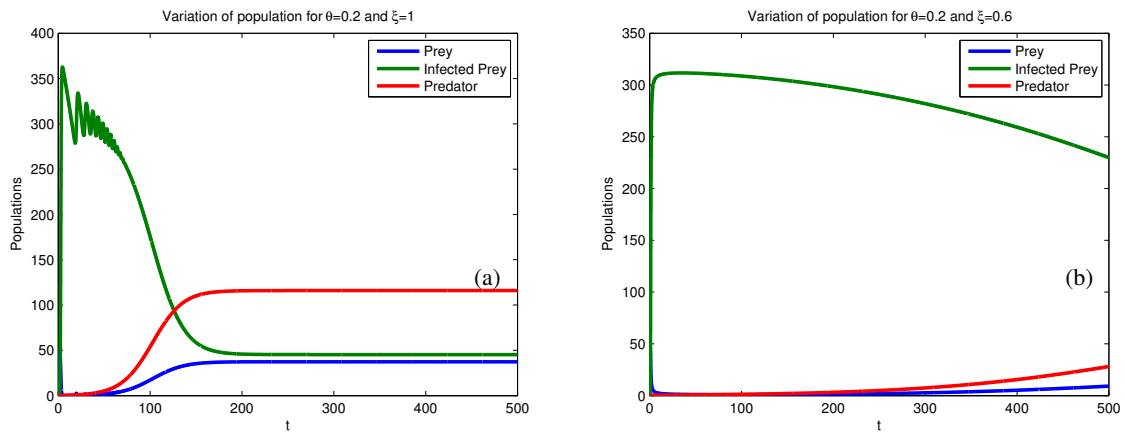 Variation of population for θ=0.2 and ξ=1
400
350
300
250
200
150
100
50
0
Populations
0 100 200 300 400 500
t
Prey
Infected Prey
Predator
(a)
Variation of population for θ=0.2 and ξ=0.6
350
300
250
200
150
100
50
0
Populations
0 100 200 300 400 500
t
Prey
Infected Prey
Predator
(b)